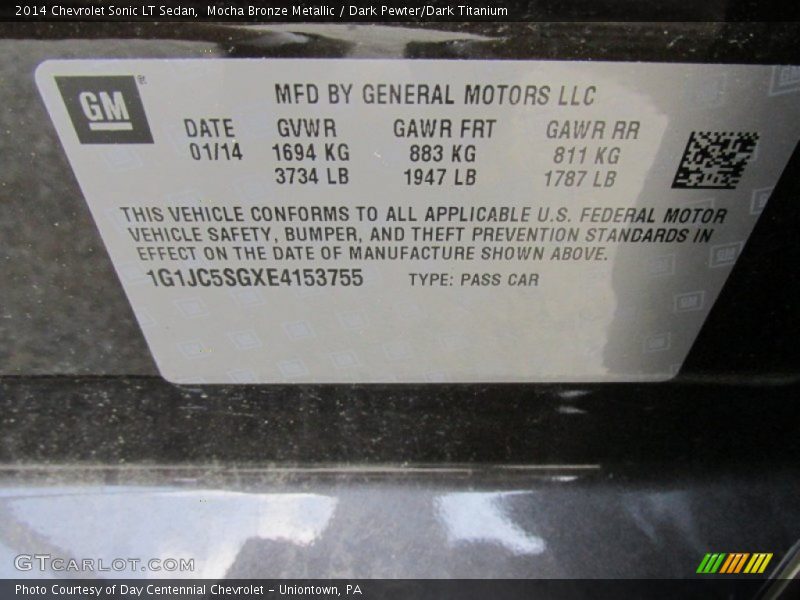 2014 Chevrolet Sonic LT Sedan,  Mocha Bronze Metallic / Dark Pewter/Dark Titanium
GM ®
MFD BY GENERAL MOTORS LLC
DATE GVWR GAWR FRT GAWR RR
01/14 1694 KG 883 KG 811 KG
3734 LB 1947 LB 1787 LB
THIS VEHICLE CONFORMS TO ALL APPLICABLE U.S. FEDERAL MOTOR
VEHICLE SAFETY, BUMPER, AND THEFT PREVENTION STANDARDS IN
EFFECT ON THE DATE OF MANUFACTURE SHOWN ABOVE.
1G1JC5SGXE4153755 TYPE: PASS CAR
GTCARLOT.COM
Photo Courtesy of Day Centennial Chevrolet - Uniontown, PA